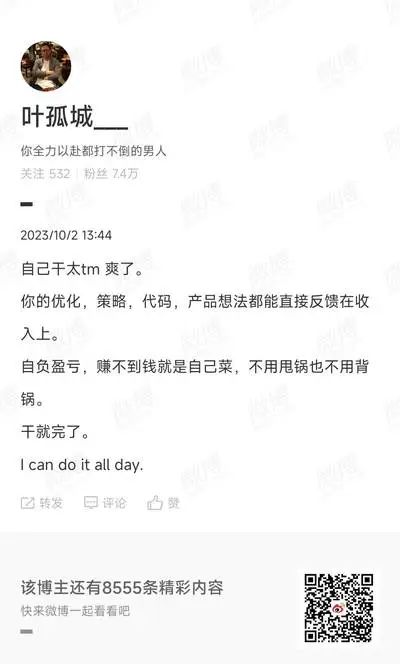 叶孤城___
你全力以赴都打不倒的男人
关注 532 | 粉丝 7.4万
2023/10/2 13:44
自己干太tm 爽了。
你的优化，策略，代码，产品想法都能直接反馈在收
入上。
自负盈亏，赚不到钱就是自己菜，不用甩锅也不用背
锅。
干就完了。
I can do it all day.
转发 评论 赞
该博主还有8555条精彩内容
快来微博一起看看吧